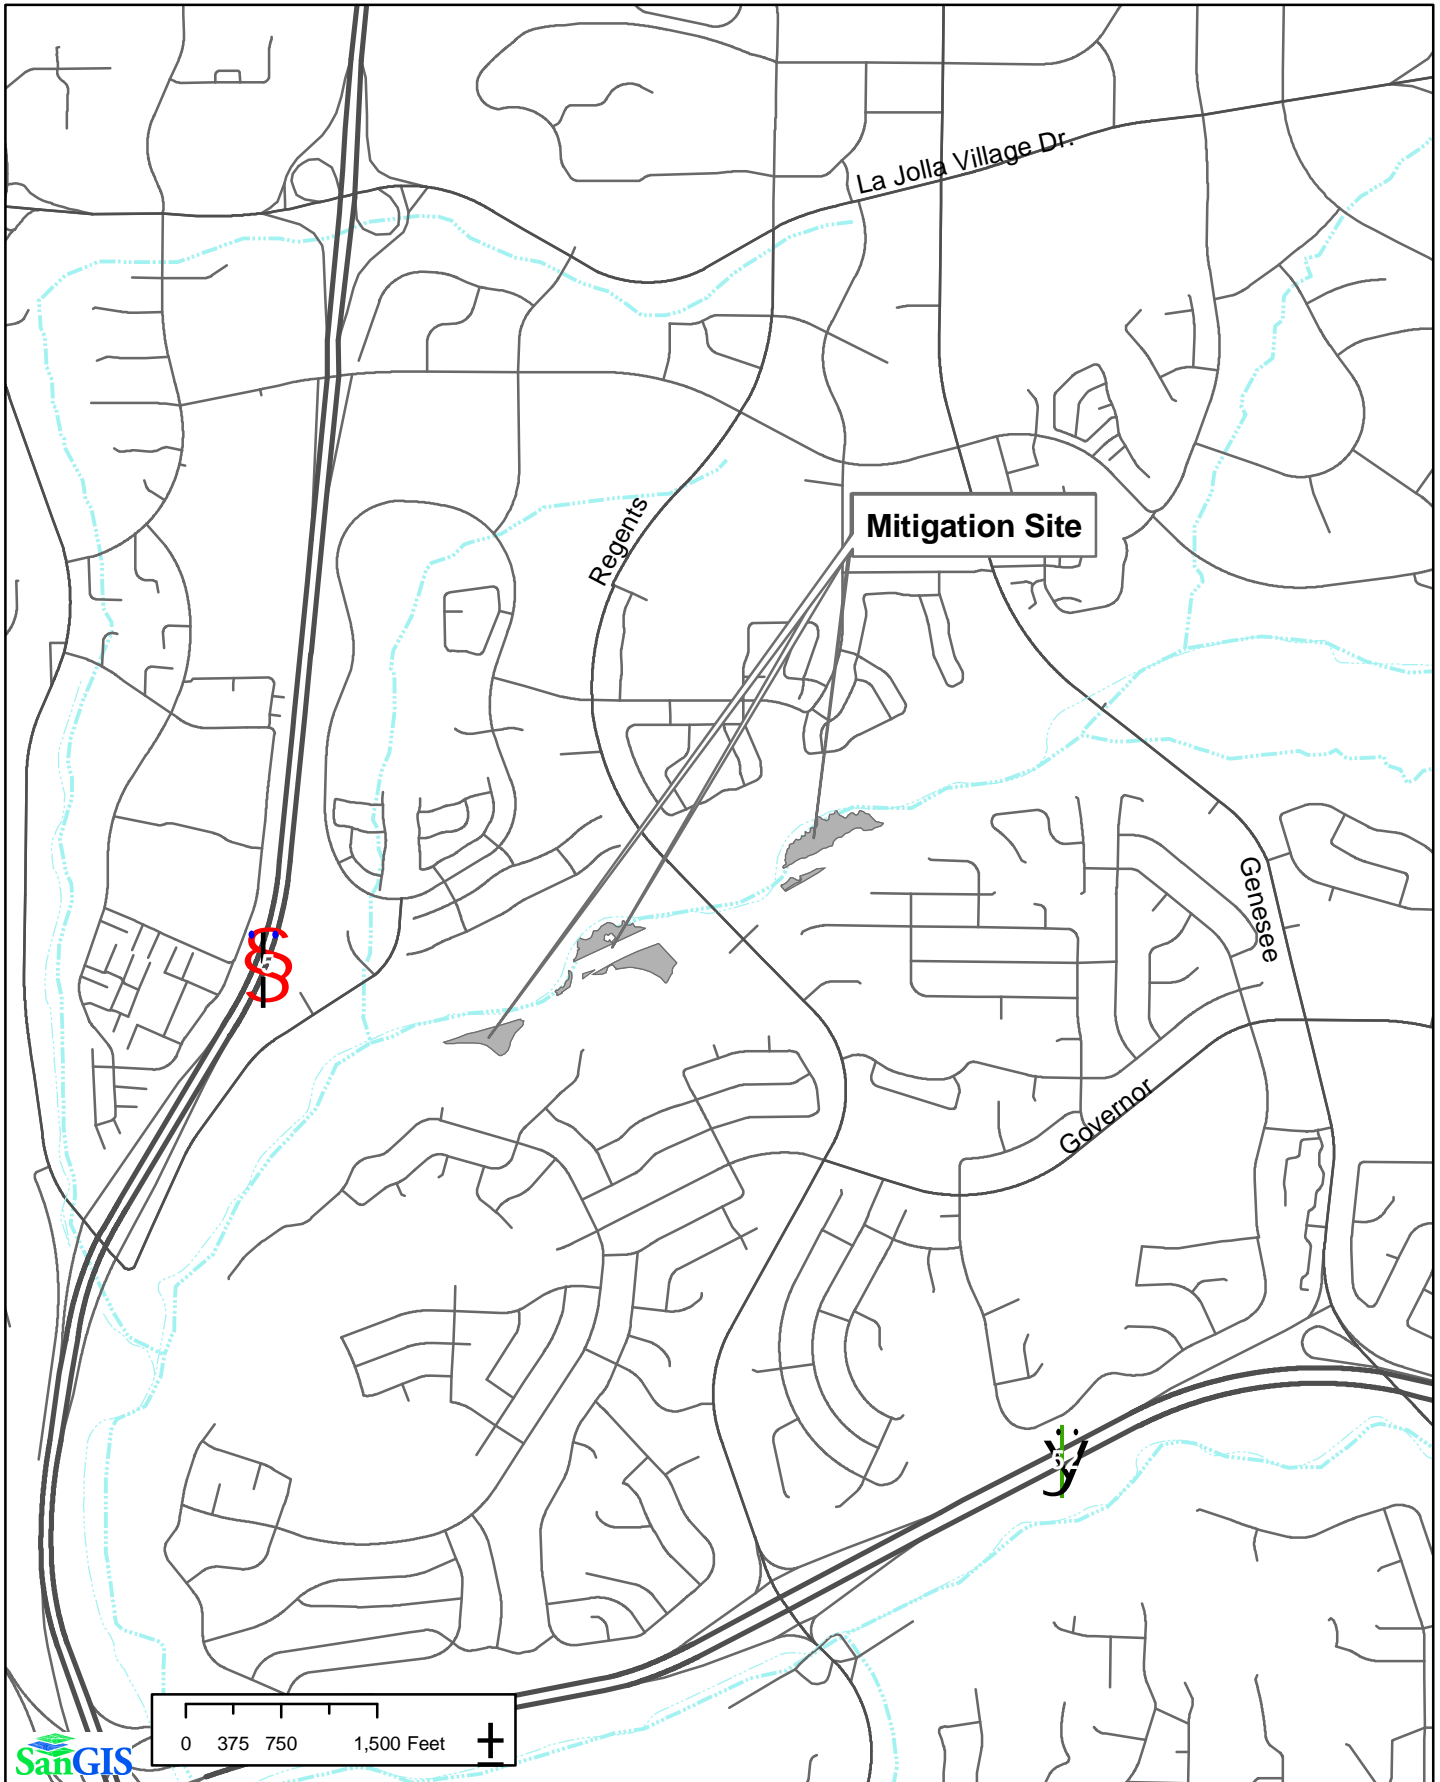 La Jolla Village Dr.
Regents
Mitigation Site
Genesee
Governor
0 375 750 1,500 Feet
SanGIS